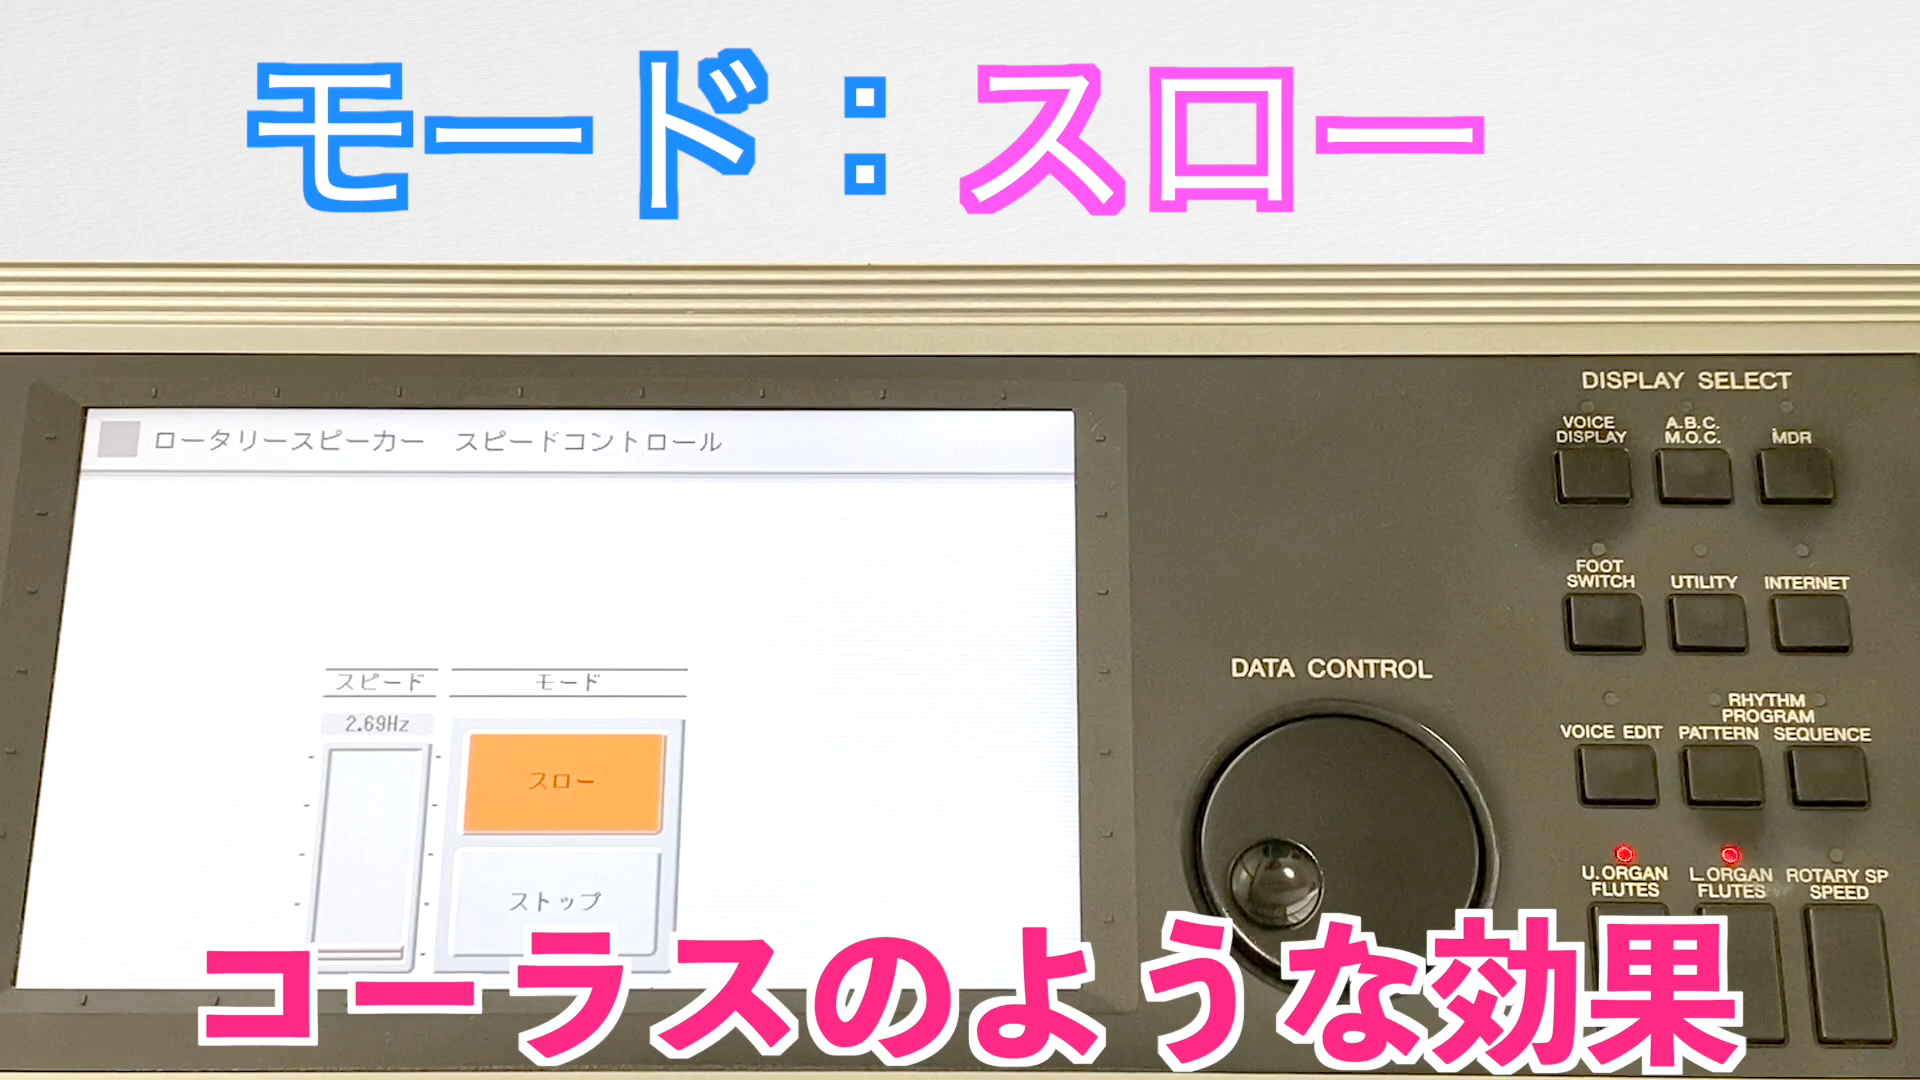 モード：スロー
ロータリースピーカー　スピードコントロール
スピード
モード
2.69Hz
スロー
ストップ
DATA CONTROL
DISPLAY SELECT
VOICE
DISPLAY
A.B.C.
M.O.C.
MDR
FOOT
SWITCH
UTILITY
INTERNET
VOICE EDIT
RHYTHM
PROGRAM
PATTERN
SEQUENCE
U.ORGAN
FLUTES
L.ORGAN
FLUTES
ROTARY SP
SPEED
コーラスのような効果